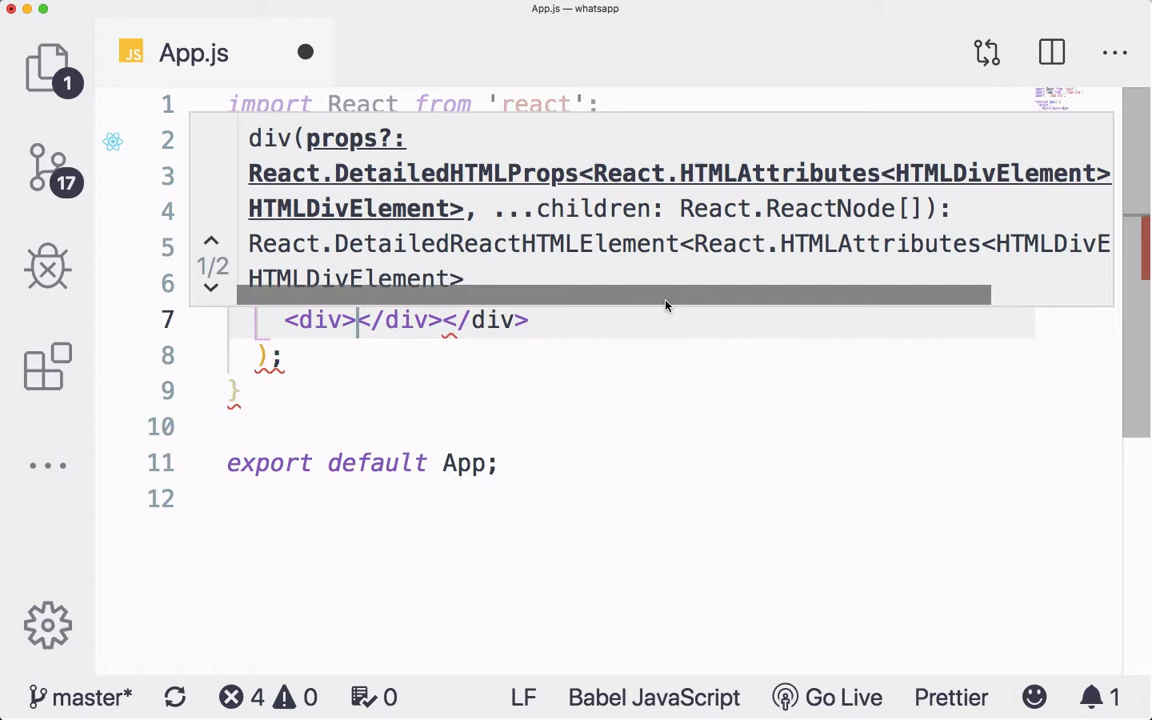 App.js — whatsapp
JS App.js
1
17
1 import React from 'react';
2
3
4
5
6
7 <div></div></div>
8 );
9 }
10
11 export default App;
12
div(props?:
React.DetailedHTMLProps<React.HTMLAttributes<HTMLDivElement>
HTMLDivElement>, ...children: React.ReactNode[]):
React.DetailedReactHTMLElement<React.HTMLAttributes<HTMLDivE
HTMLDivElement>
1/2
master* 4 0 0 LF Babel JavaScript Go Live Prettier 1